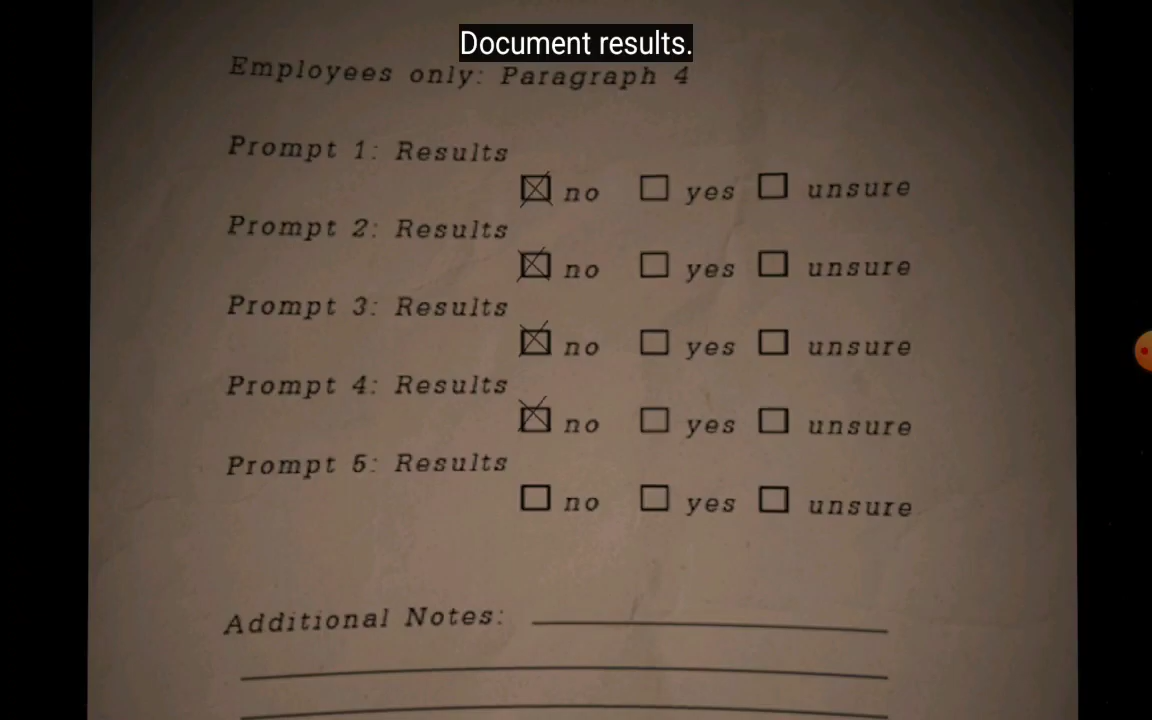 Document results.
Employees only: Paragraph 4
Prompt 1: Results
no yes unsure
Prompt 2: Results
no yes unsure
Prompt 3: Results
no yes unsure
Prompt 4: Results
no yes unsure
Prompt 5: Results
no yes unsure
Additional Notes: